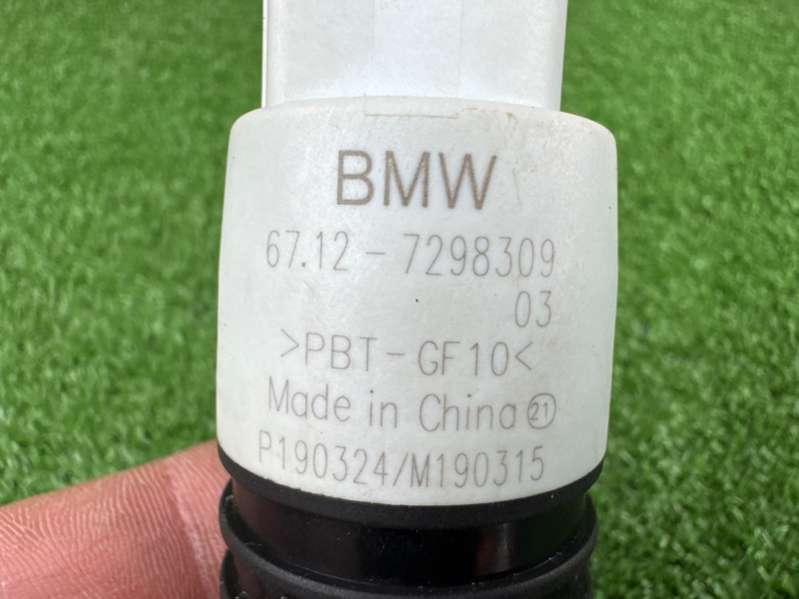 BMW
67.12 - 7298309
03
>PBT-GF10<
Made in China 21
P190324/M190315